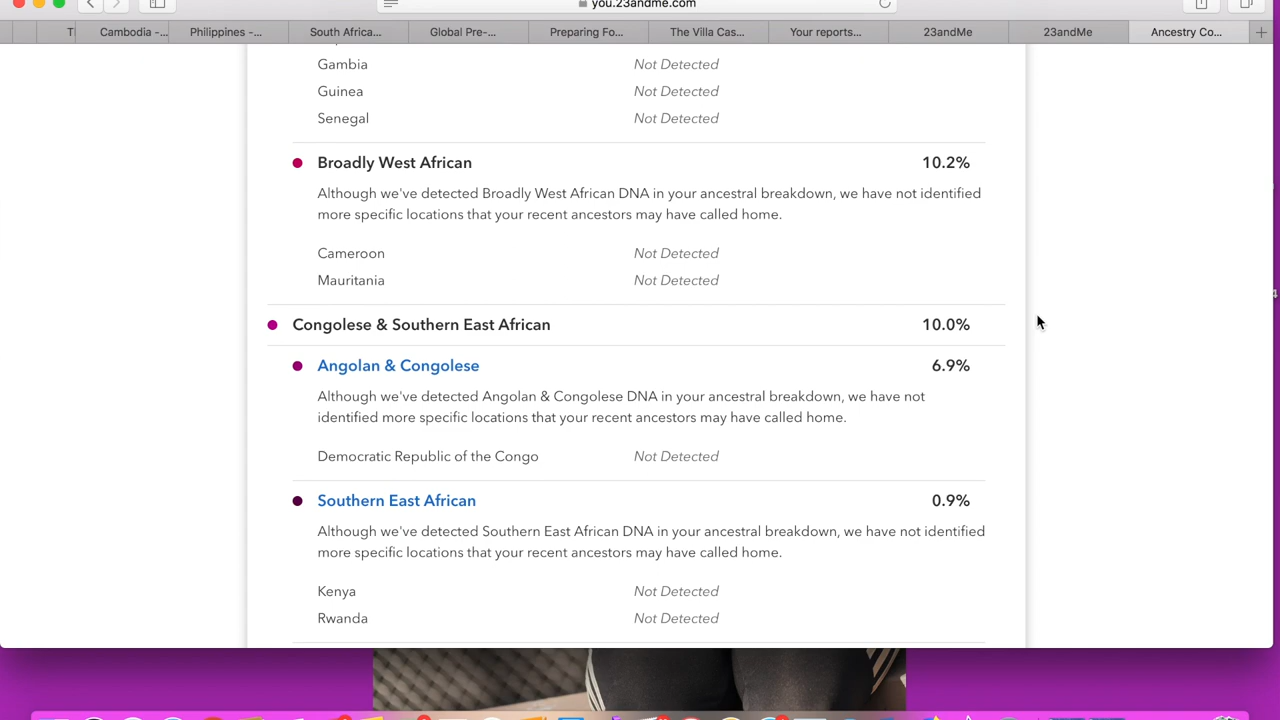 you.23andme.com
Cambodia -...
Philippines -...
South Africa...
Global Pre-...
Preparing Fo...
The Villa Cas...
Your reports...
23andMe
23andMe
Ancestry Co...
Gambia Not Detected
Guinea Not Detected
Senegal Not Detected
Broadly West African 10.2%
Although we've detected Broadly West African DNA in your ancestral breakdown, we have not identified
more specific locations that your recent ancestors may have called home.
Cameroon Not Detected
Mauritania Not Detected
Congolese & Southern East African 10.0%
Angolan & Congolese 6.9%
Although we've detected Angolan & Congolese DNA in your ancestral breakdown, we have not
identified more specific locations that your recent ancestors may have called home.
Democratic Republic of the Congo Not Detected
Southern East African 0.9%
Although we've detected Southern East African DNA in your ancestral breakdown, we have not identified
more specific locations that your recent ancestors may have called home.
Kenya Not Detected
Rwanda Not Detected